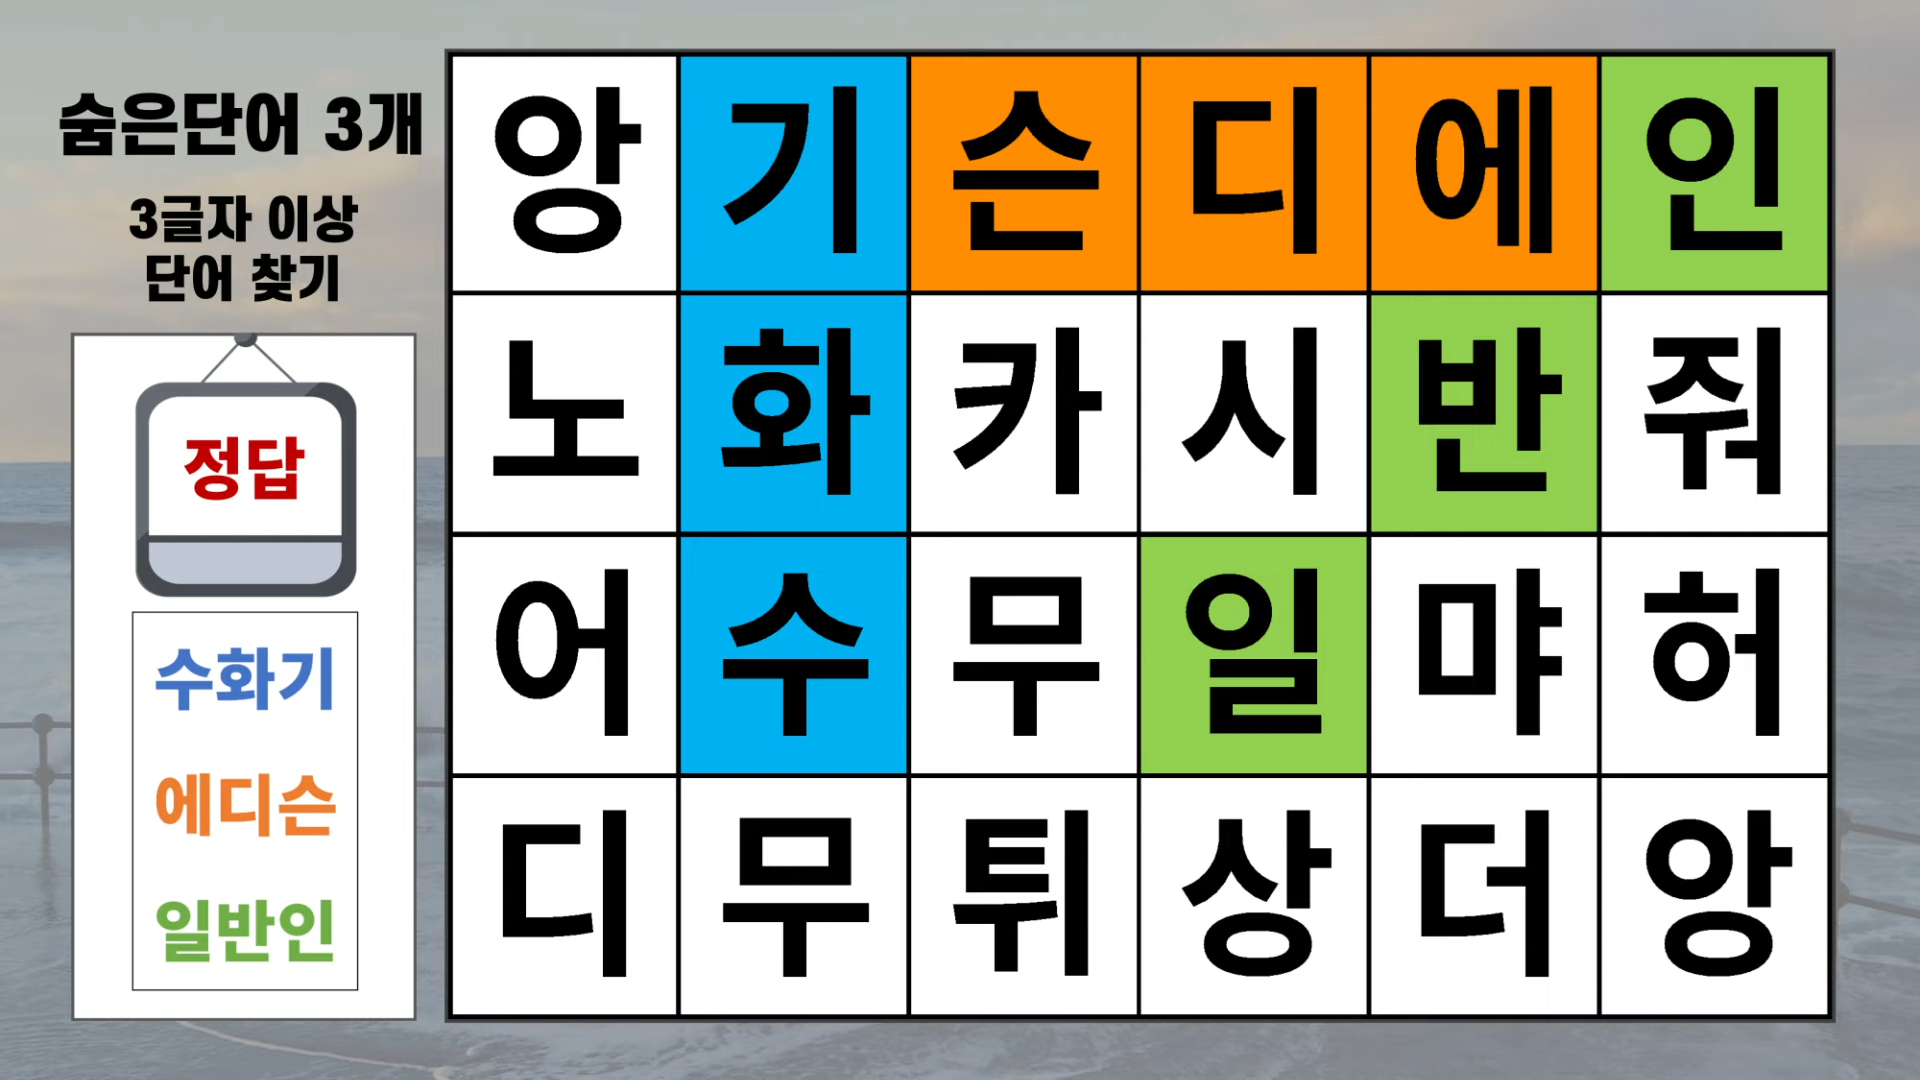 숨은단어 3개
3글자 이상
단어 찾기
정답
수화기
에디슨
일반인
앙 기 슨 디 에 인
노 화 카 시 반 줘
어 수 무 일 먀 허
디 무 튀 상 더 앙